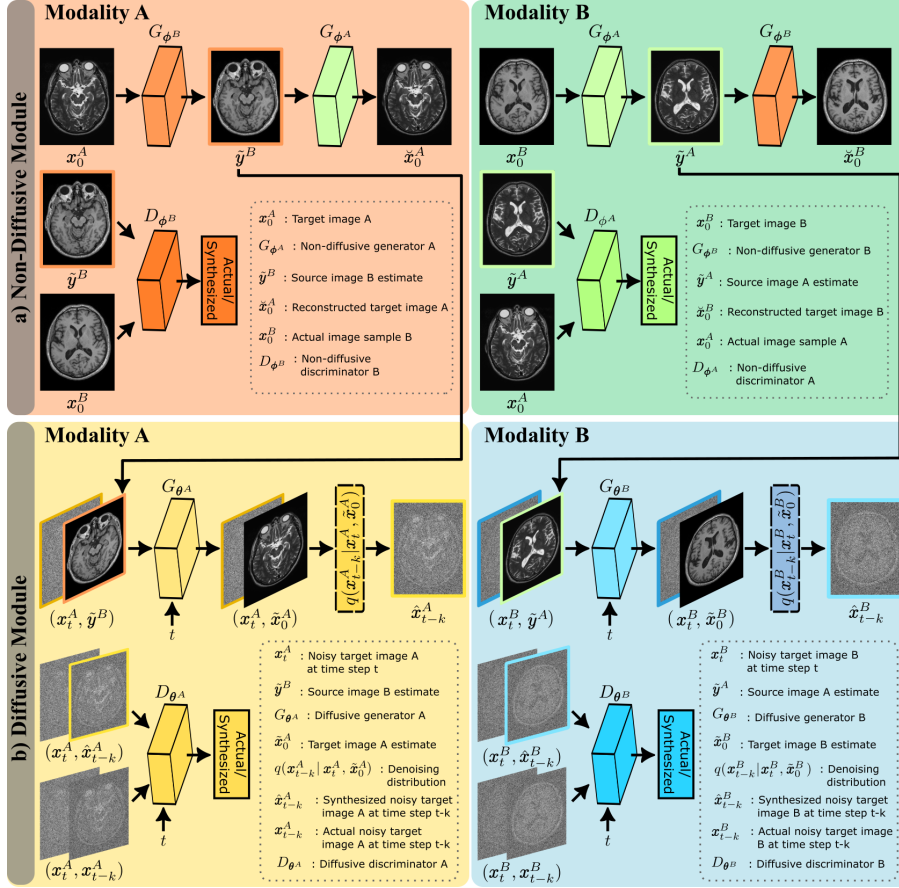 a) Non-Diffusive Module
Modality A
G_{ϕ^B}
G_{ϕ^A}
x_0^A
ỹ^B
x̆_0^A
D_{ϕ^B}
ỹ^B
Actual/
Synthesized
x_0^B
x_0^A : Target image A
G_{ϕ^A} : Non-diffusive generator A
ỹ^B : Source image B estimate
x̆_0^A : Reconstructed target image A
x_0^B : Actual image sample B
D_{ϕ^B} : Non-diffusive
discriminator B
Modality B
G_{ϕ^A}
G_{ϕ^B}
x_0^B
ỹ^A
x̆_0^B
D_{ϕ^A}
ỹ^A
Actual/
Synthesized
x_0^A
x_0^B : Target image B
G_{ϕ^B} : Non-diffusive generator B
ỹ^A : Source image A estimate
x̆_0^B : Reconstructed target image B
x_0^A : Actual image sample A
D_{ϕ^A} : Non-diffusive
discriminator A
b) Diffusive Module
Modality A
G_{θ^A}
q(x_{t-k}^A|x_t^A, x̃_0^A)
(x_t^A, ỹ^B)
t
(x_t^A, x̃_0^A)
x̂_{t-k}^A
D_{θ^A}
(x_t^A, x̂_{t-k}^A)
Actual/
Synthesized
t
(x_t^A, x_{t-k}^A)
x_t^A : Noisy target image A
at time step t
ỹ^B : Source image B estimate
G_{θ^A} : Diffusive generator A
x̃_0^A : Target image A estimate
q(x_{t-k}^A|x_t^A, x̃_0^A) : Denoising
distribution
x̂_{t-k}^A : Synthesized noisy target
image A at time step t-k
x_{t-k}^A : Actual noisy target
image A at time step t-k
D_{θ^A} : Diffusive discriminator A
Modality B
G_{θ^B}
q(x_{t-k}^B|x_t^B, x̃_0^B)
(x_t^B, ỹ^A)
t
(x_t^B, x̃_0^B)
x̂_{t-k}^B
D_{θ^B}
(x_t^B, x̂_{t-k}^B)
Actual/
Synthesized
t
(x_t^B, x_{t-k}^B)
x_t^B : Noisy target image B
at time step t
ỹ^A : Source image A estimate
G_{θ^B} : Diffusive generator B
x̃_0^B : Target image B estimate
q(x_{t-k}^B|x_t^B, x̃_0^B) : Denoising
distribution
x̂_{t-k}^B : Synthesized noisy target
image B at time step t-k
x_{t-k}^B : Actual noisy target image
B at time step t-k
D_{θ^B} : Diffusive discriminator B